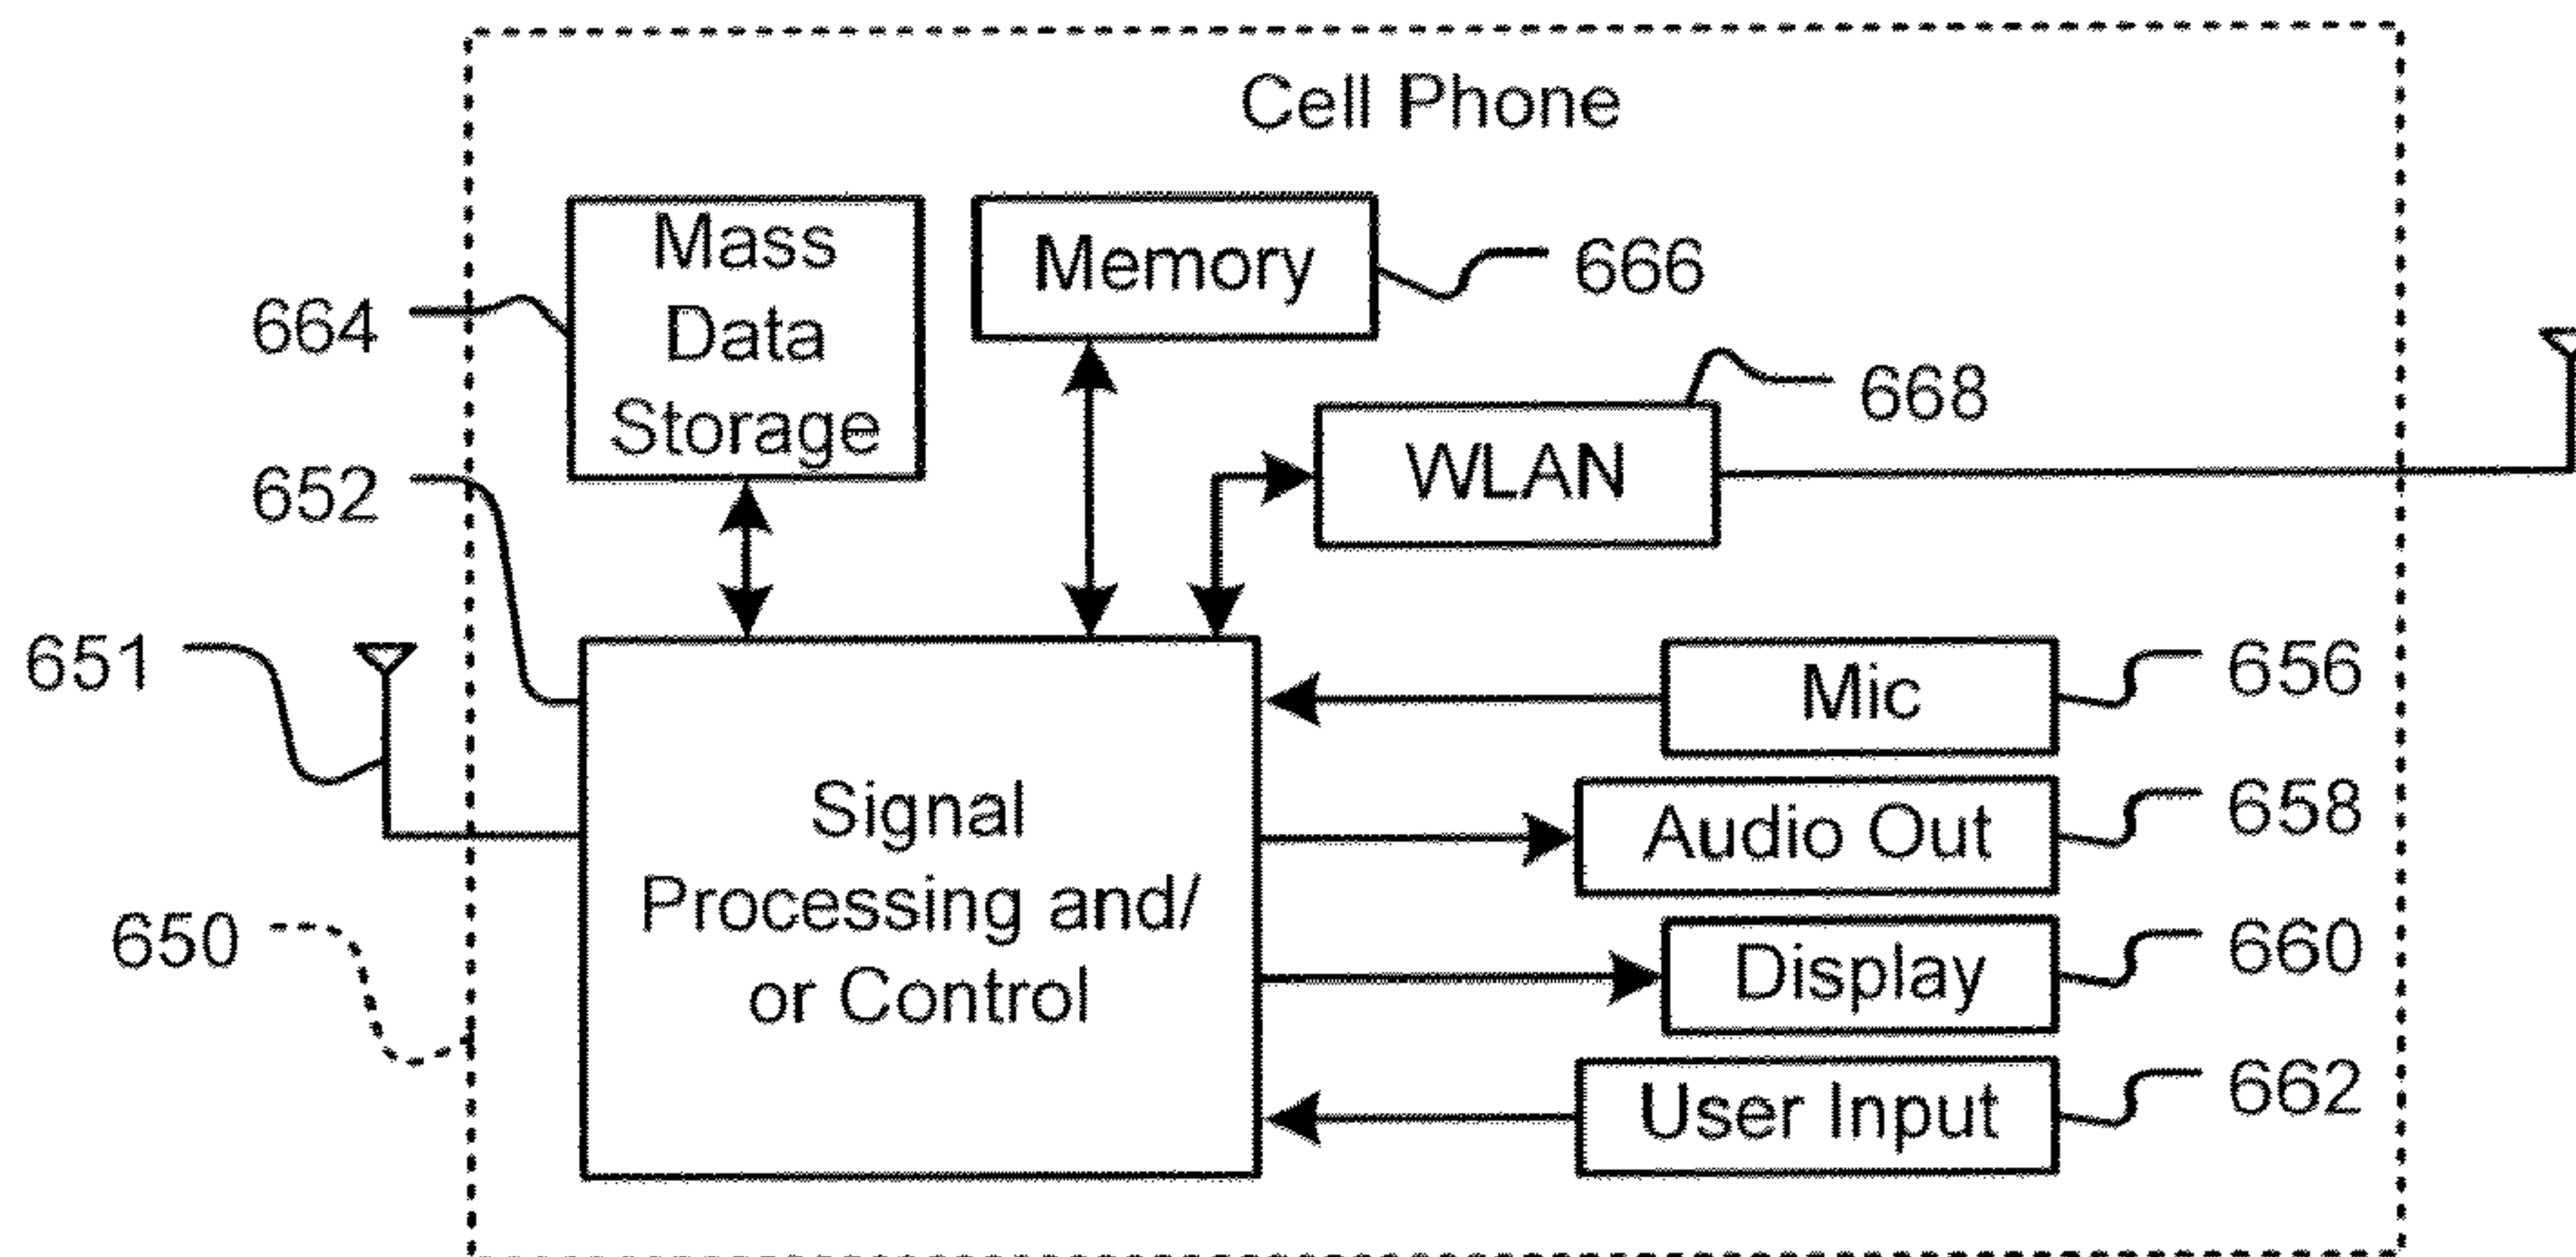 Cell Phone
Mass
Data
Storage
Memory
666
664
668
WLAN
652
651
Mic
656
Signal
Processing and/
or Control
Audio Out
658
650
Display
660
User Input
662